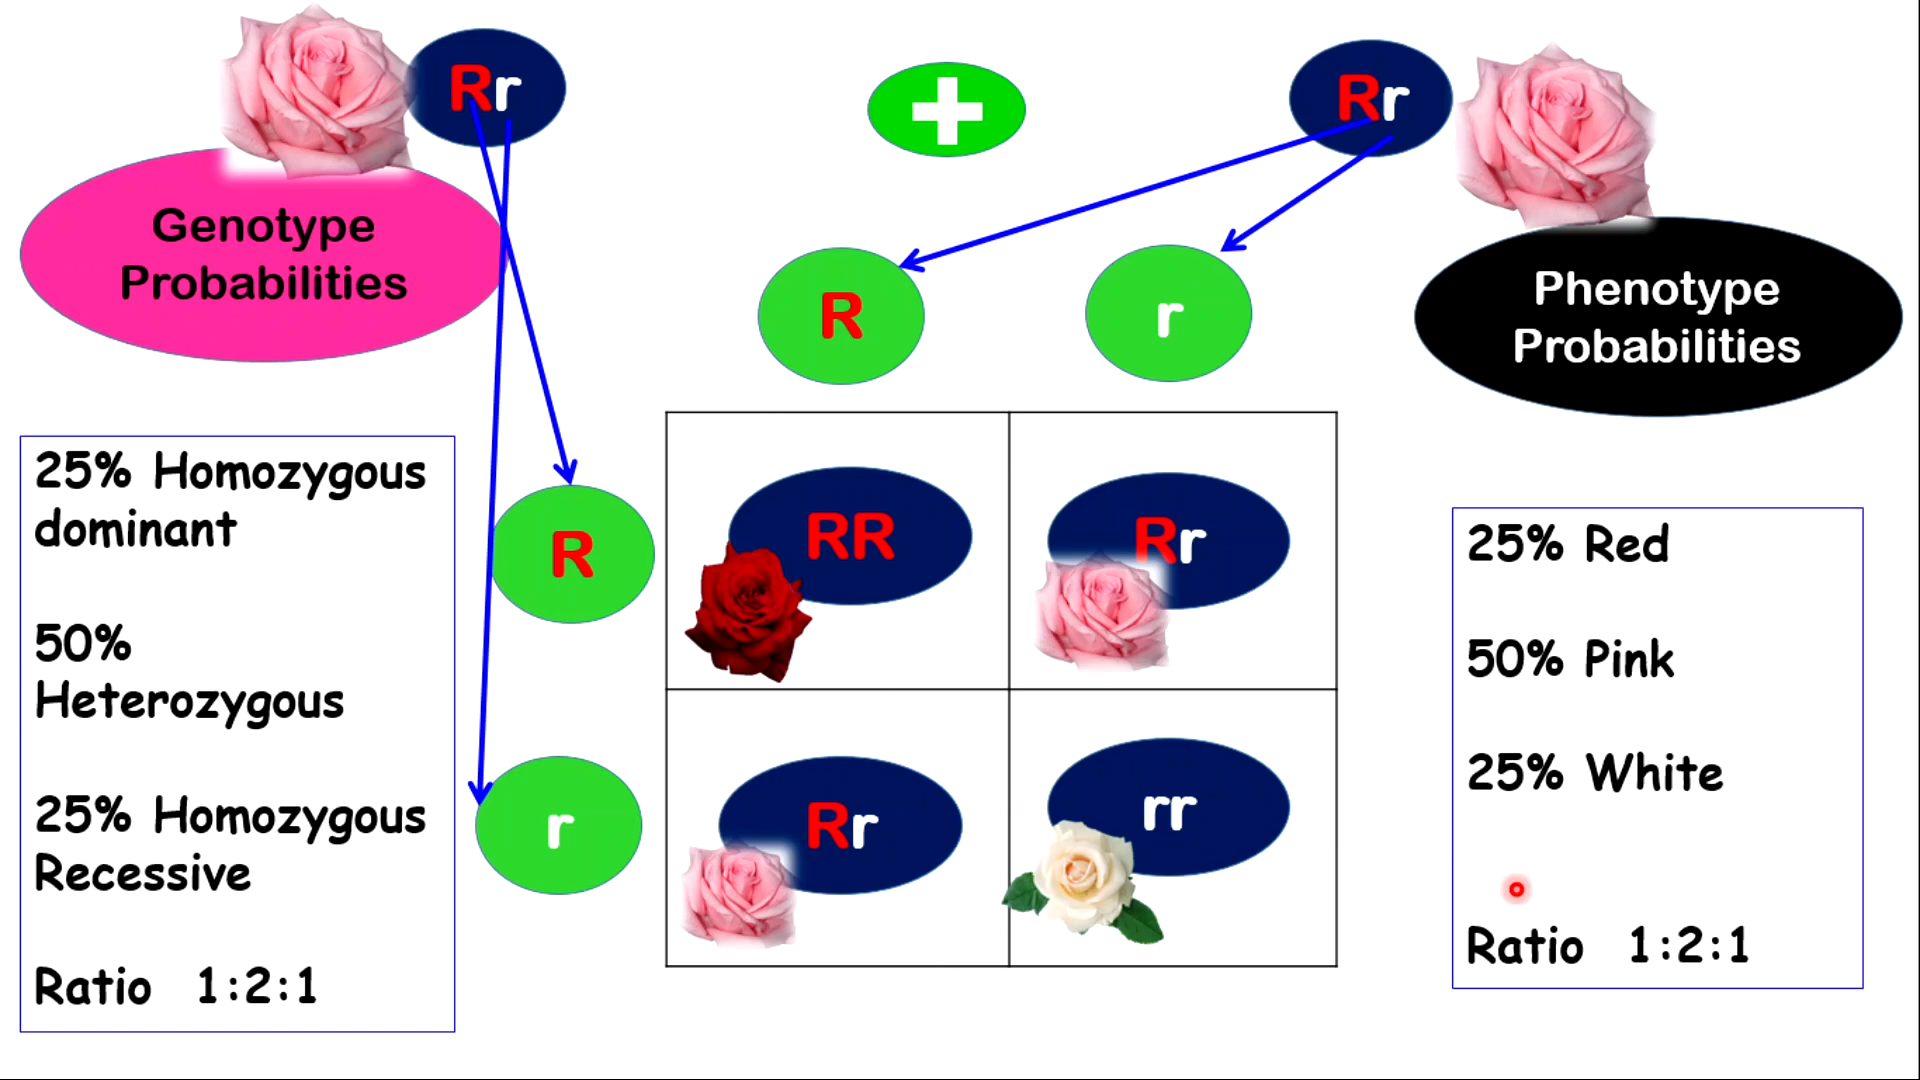 Rr
Rr
Genotype
Probabilities
Phenotype
Probabilities
R
r
25% Homozygous
dominant
50%
Heterozygous
25% Homozygous
Recessive
Ratio 1:2:1
R
RR
Rr
r
Rr
rr
25% Red
50% Pink
25% White
Ratio 1:2:1